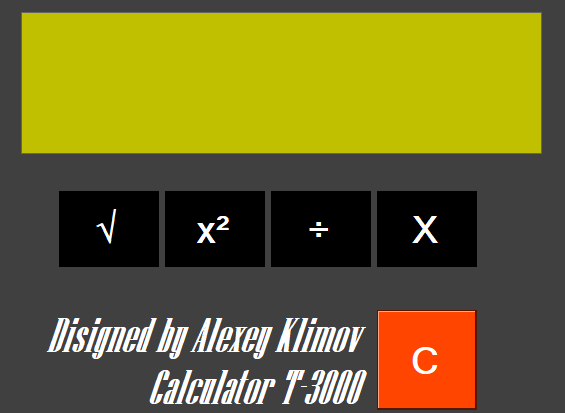 √ x² ÷ X
Disigned by Alexey Klimov
Calculator T-3000
C